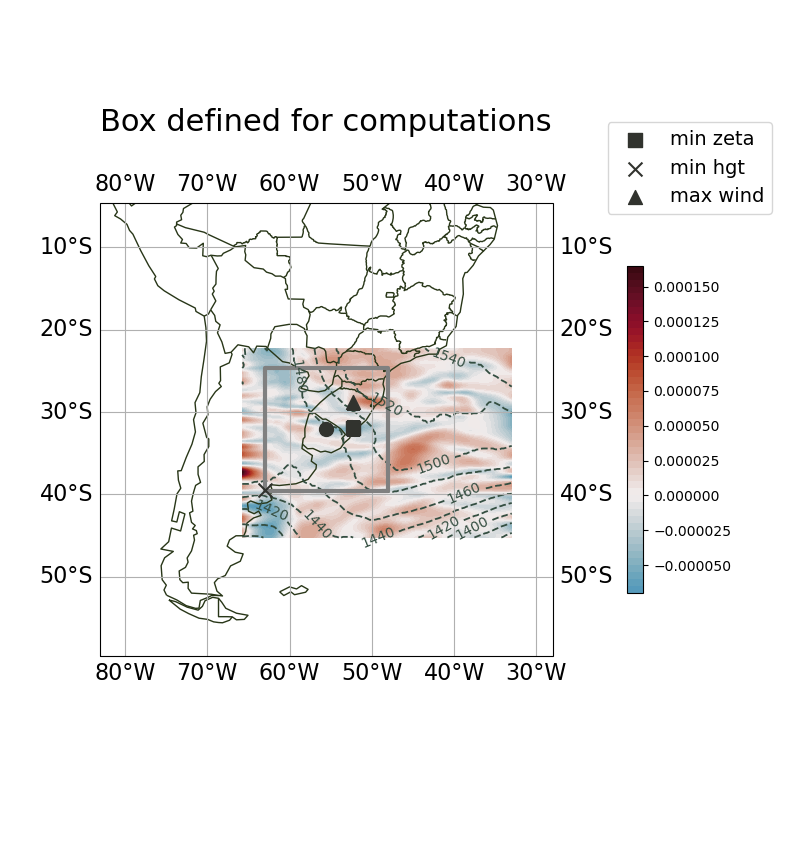 Box defined for computations
min zeta
min hgt
max wind
80°W 70°W 60°W 50°W 40°W 30°W
10°S 10°S
20°S 20°S
30°S 30°S
40°S 40°S
50°S 50°S
80°W 70°W 60°W 50°W 40°W 30°W
1540
1480
1520
1500
1460
1420
1440
1440
1420
1400
0.000150
0.000125
0.000100
0.000075
0.000050
0.000025
0.000000
−0.000025
−0.000050